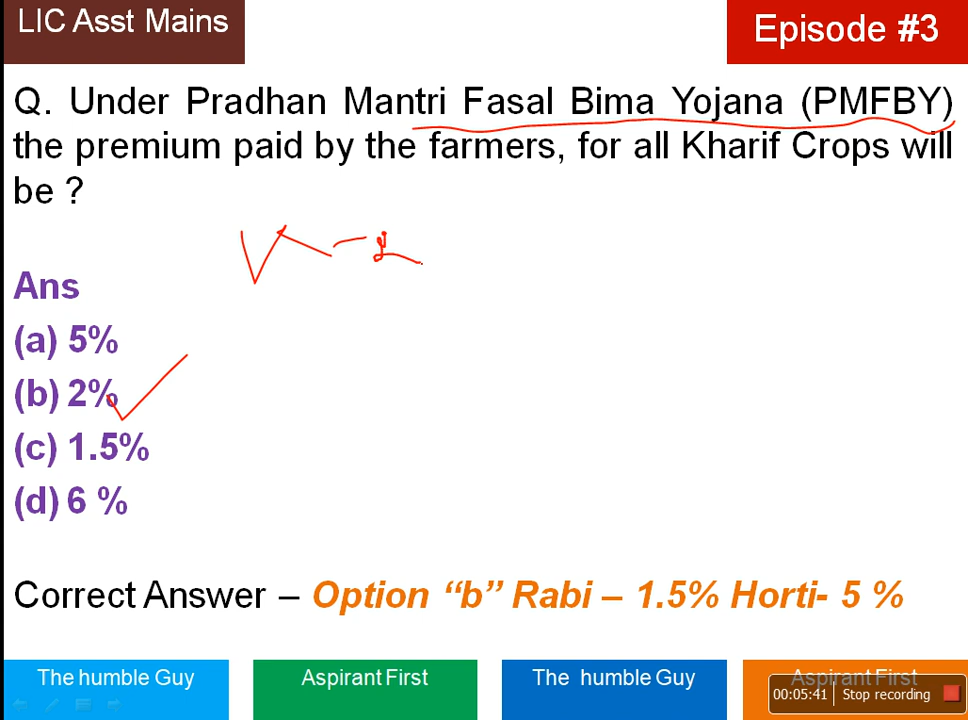 LIC Asst Mains
Episode #3
Q. Under Pradhan Mantri Fasal Bima Yojana (PMFBY)
the premium paid by the farmers, for all Kharif Crops will
be ?
Ans
(a) 5%
(b) 2%
(c) 1.5%
(d) 6 %
Correct Answer – Option “b” Rabi – 1.5% Horti- 5 %
The humble Guy
Aspirant First
The humble Guy
Aspirant First
00:05:41 Stop recording